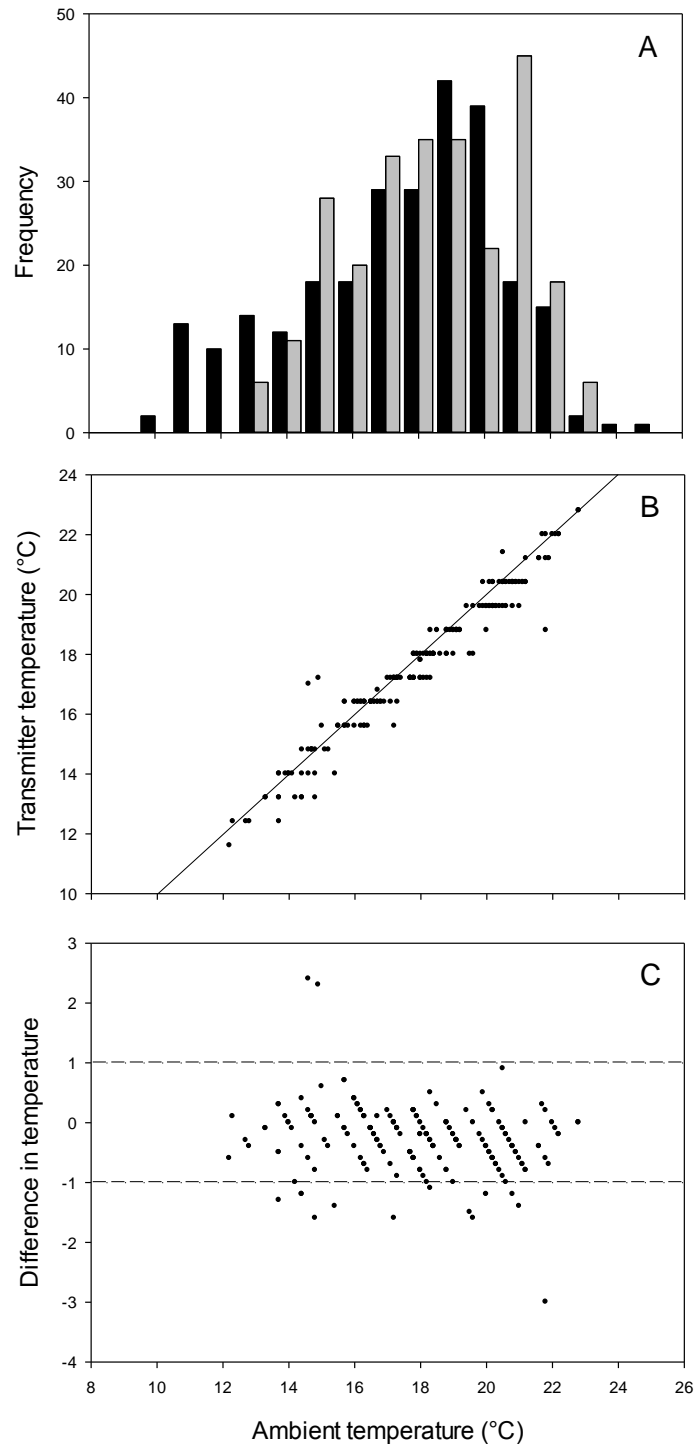 50
A
40
30
Frequency
20
10
0
24
B
22
20
18
Transmitter temperature (°C)
16
14
12
10
3
C
2
1
0
Difference in temperature
-1
-2
-3
-4
8 10 12 14 16 18 20 22 24 26
Ambient temperature (°C)